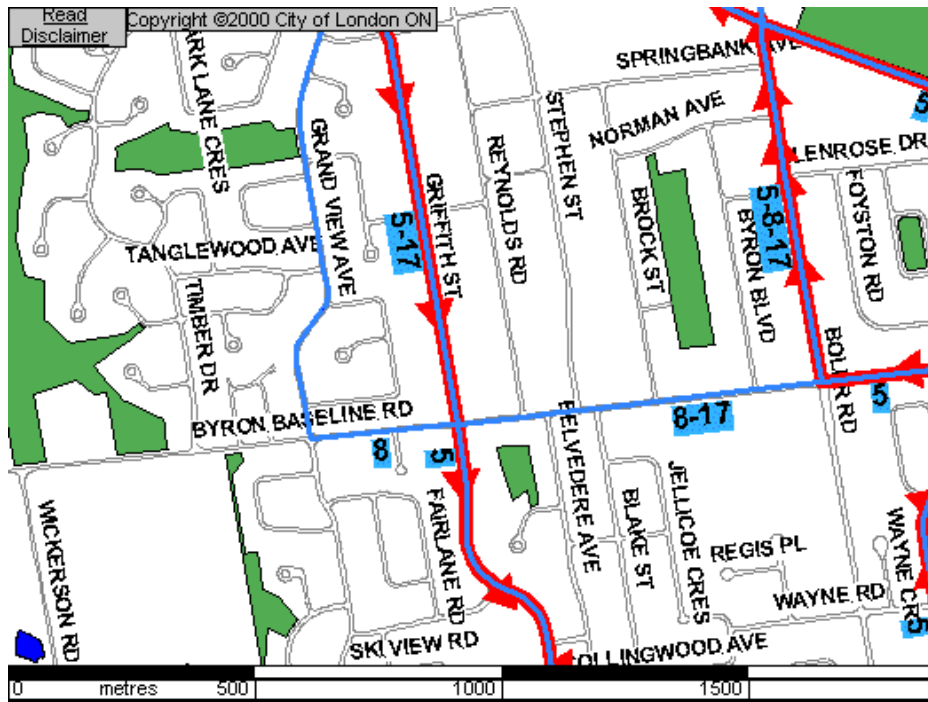 Read
Disclaimer
Copyright ©2000 City of London ON
SPRINGBANK AVE
PARK LANE CRES
STEPHEN ST
NORMAN AVE
GRAND VIEW AVE
REYNOLDS RD
LENROSE DR
5
GRIFFITH ST
5-17
BROCK ST
BYRON BLVD
5-8-17
FOYSTON RD
TANGLEWOOD AVE
TIMBER DR
BOLER RD
BYRON BASELINE RD
8-17
5
8
5
BELVEDERE AVE
WICKERSON RD
FAIRLANE RD
BLAKE ST
JELLICOE CRES
REGIS PL
WAYNE CRS
WAYNE RD
5
SKI VIEW RD
OLLINGWOOD AVE
0 metres 500 1000 1500